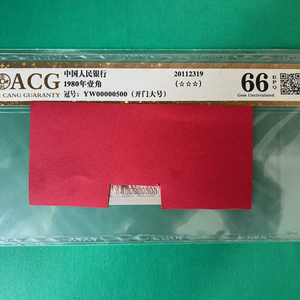 ACG
CANG GUARANTY
中国人民银行
1980年壹角
冠号：YW00000500（开门大号）
20112319
(☆☆☆)
66 EPQ
Gem Uncirculated